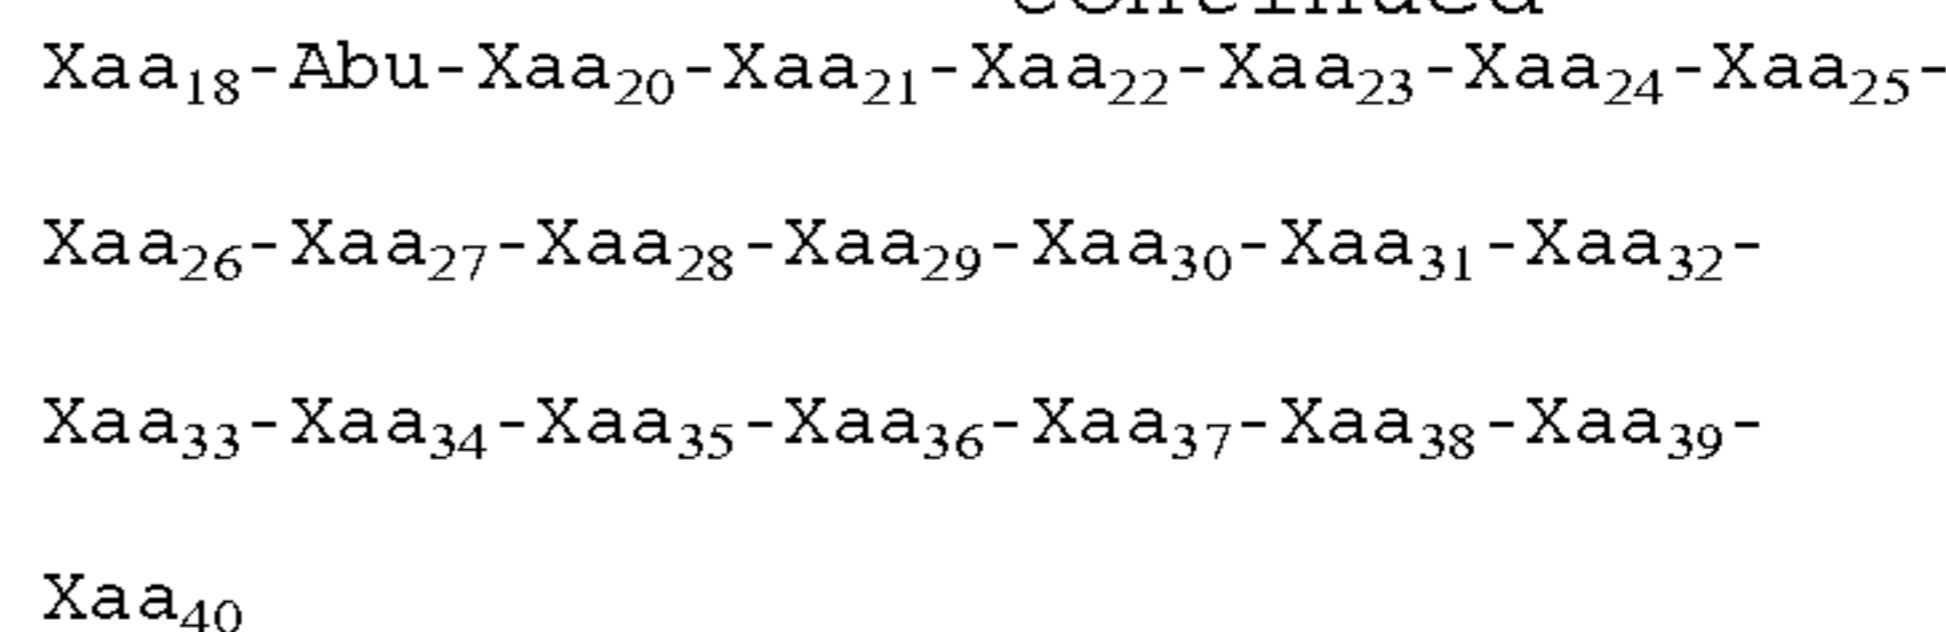 continued
Xaa₁₈-Abu-Xaa₂₀-Xaa₂₁-Xaa₂₂-Xaa₂₃-Xaa₂₄-Xaa₂₅-
Xaa₂₆-Xaa₂₇-Xaa₂₈-Xaa₂₉-Xaa₃₀-Xaa₃₁-Xaa₃₂-
Xaa₃₃-Xaa₃₄-Xaa₃₅-Xaa₃₆-Xaa₃₇-Xaa₃₈-Xaa₃₉-
Xaa₄₀